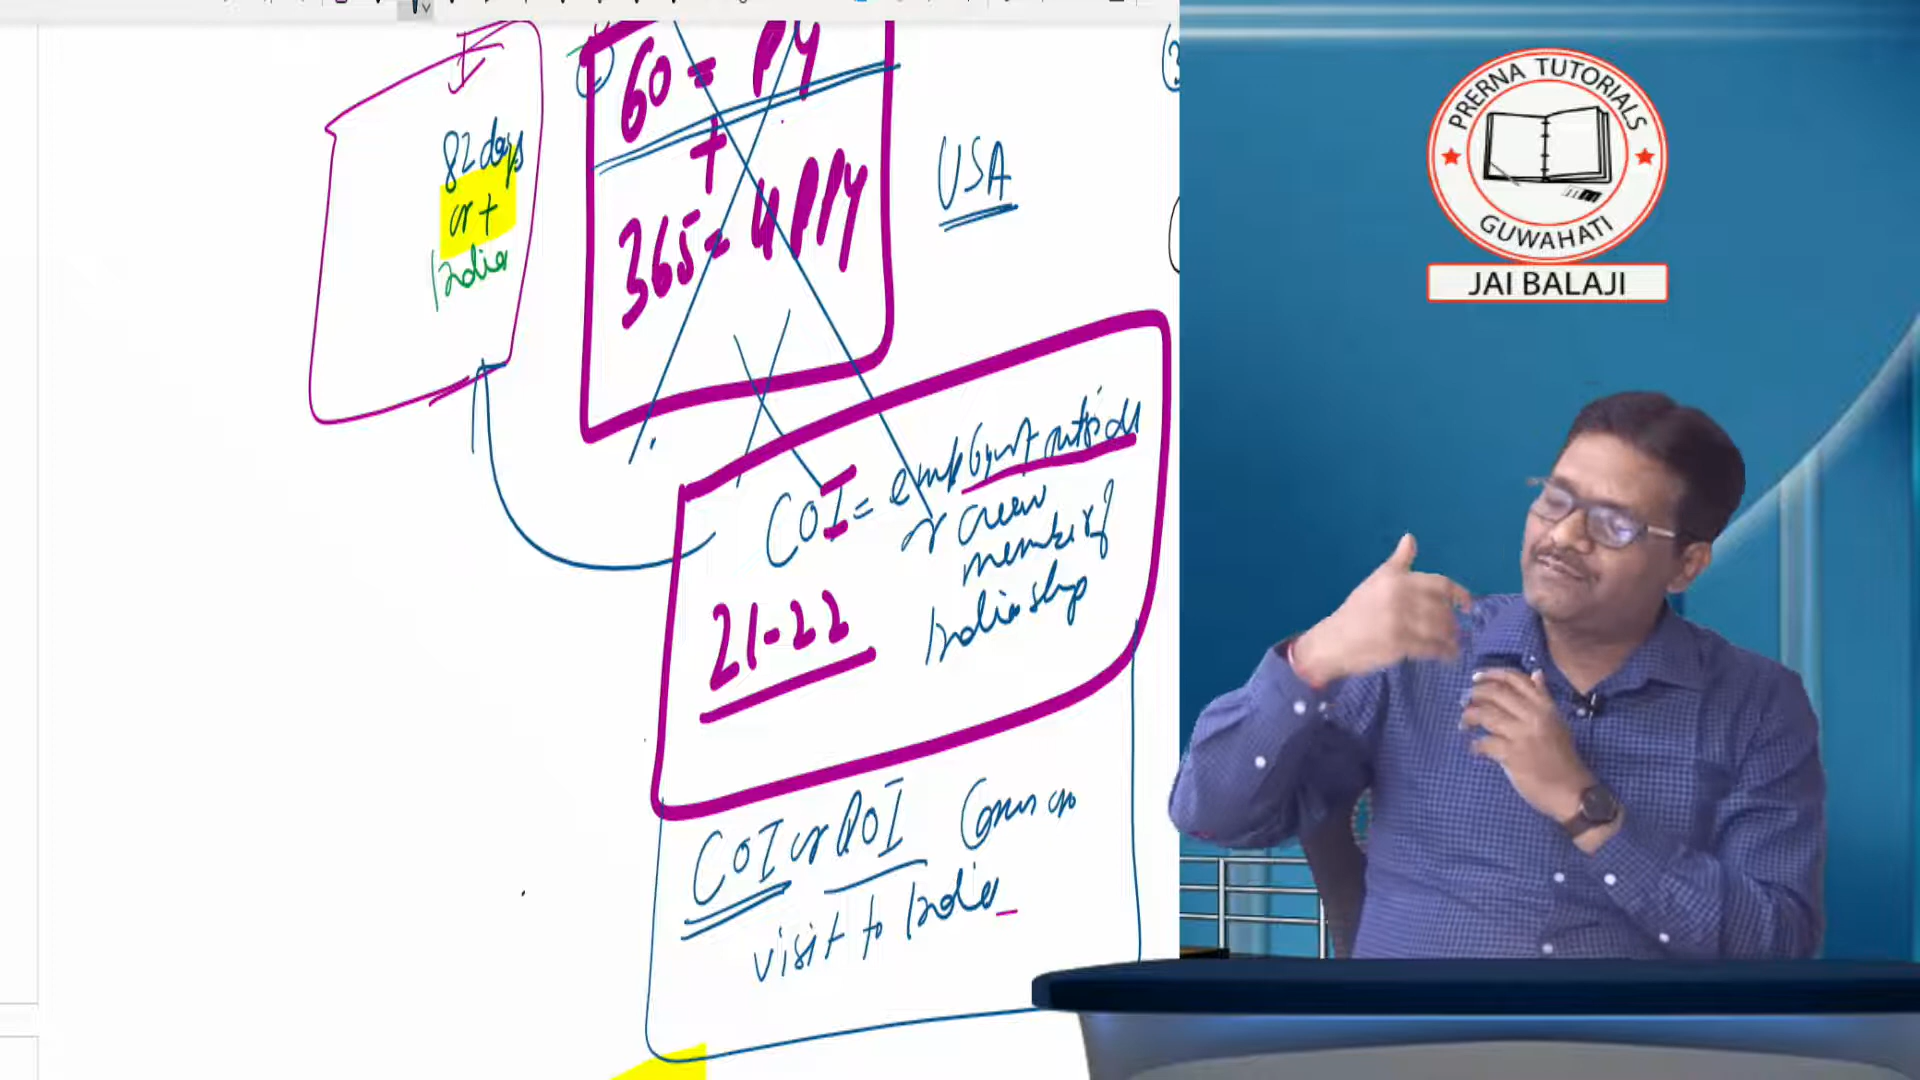 82 days
or +
India
60 = PY
+
365 = 4 PPY
USA
COI = employment outside
or crew
member of
Indian ship
21-22
COI or POI Comes on
visit to India
PRERNA TUTORIALS
GUWAHATI
JAI BALAJI